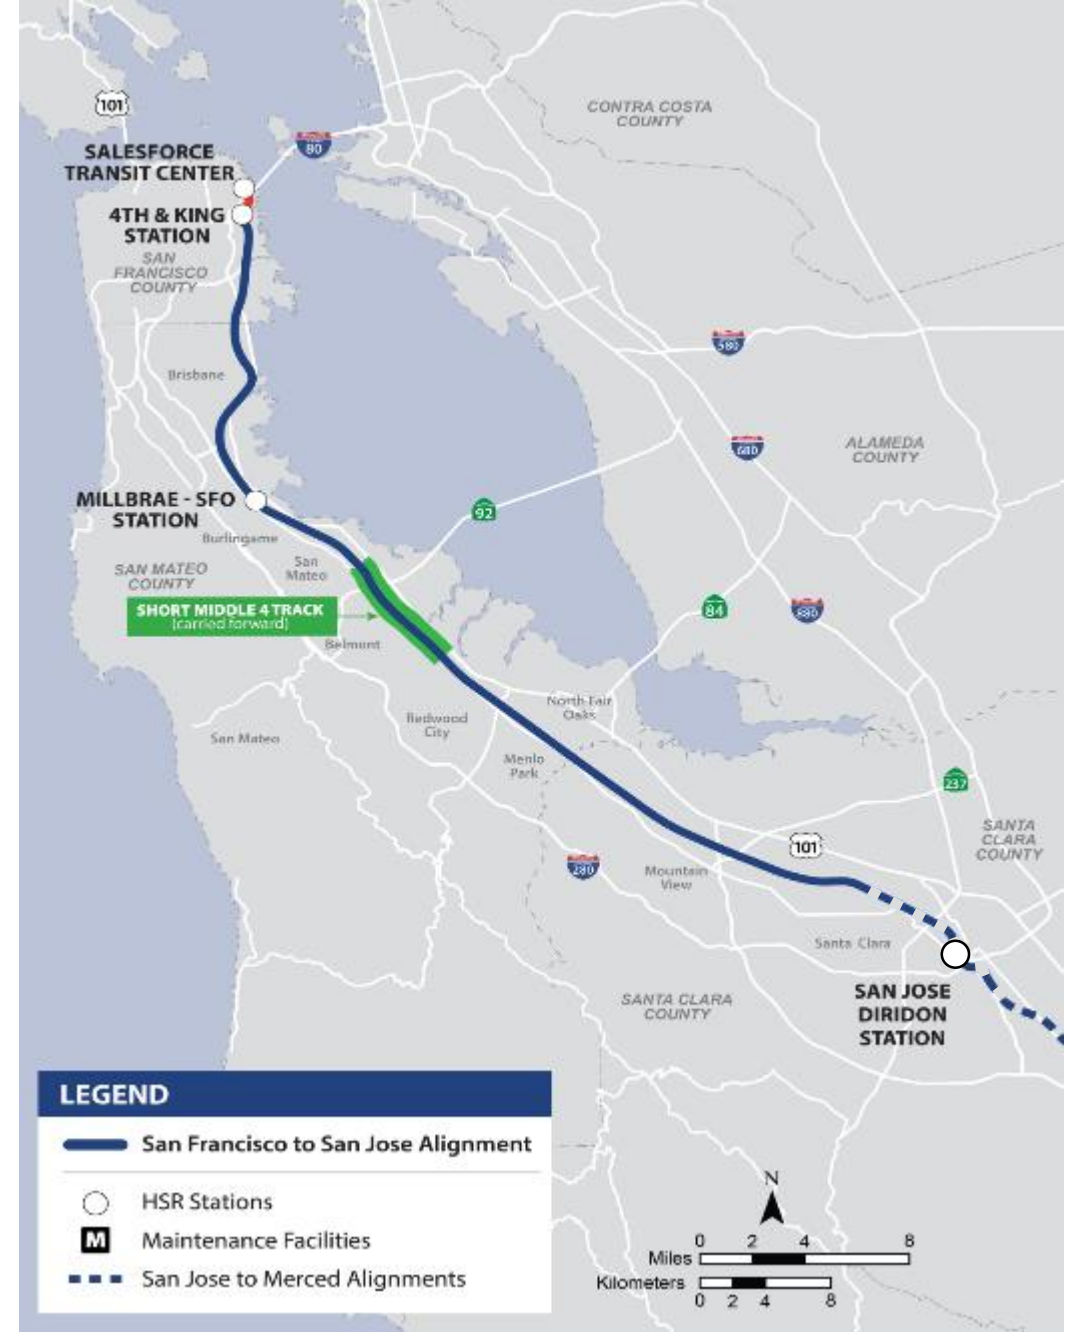 101
CONTRA COSTA
COUNTY
80
SALESFORCE
TRANSIT CENTER
4TH & KING
STATION
SAN
FRANCISCO
COUNTY
580
Brisbane
680
ALAMEDA
COUNTY
MILLBRAE - SFO
STATION
92
Burlingame
San
Mateo
SAN MATEO
COUNTY
SHORT MIDDLE 4 TRACK
(carried forward)
84
880
Belmont
North Fair
Oaks
Redwood
City
San Mateo
Menlo
Park
237
SANTA
CLARA
COUNTY
101
280
Mountain
View
Santa Clara
SAN JOSE
DIRIDON
STATION
SANTA CLARA
COUNTY
LEGEND
San Francisco to San Jose Alignment
HSR Stations
M Maintenance Facilities
San Jose to Merced Alignments
N
0 2 4 8
Miles
Kilometers
0 2 4 8